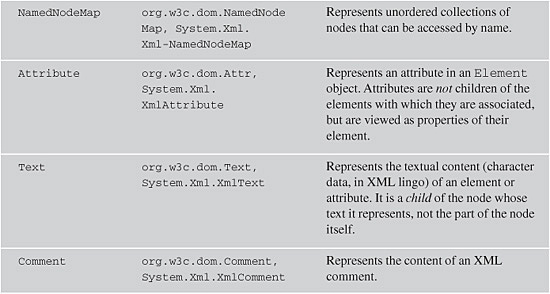 NamedNodeMap
org.w3c.dom.NamedNode
Map, System.Xml.
Xml-NamedNodeMap
Represents unordered collections of
nodes that can be accessed by name.
Attribute
org.w3c.dom.Attr,
System.Xml.
XmlAttribute
Represents an attribute in an Element
object. Attributes are not children of the
elements with which they are associated,
but are viewed as properties of their
element.
Text
org.w3c.dom.Text,
System.Xml.XmlText
Represents the textual content (character
data, in XML lingo) of an element or
attribute. It is a child of the node whose
text it represents, not the part of the node
itself.
Comment
org.w3c.dom.Comment,
System.Xml.XmlComment
Represents the content of an XML
comment.